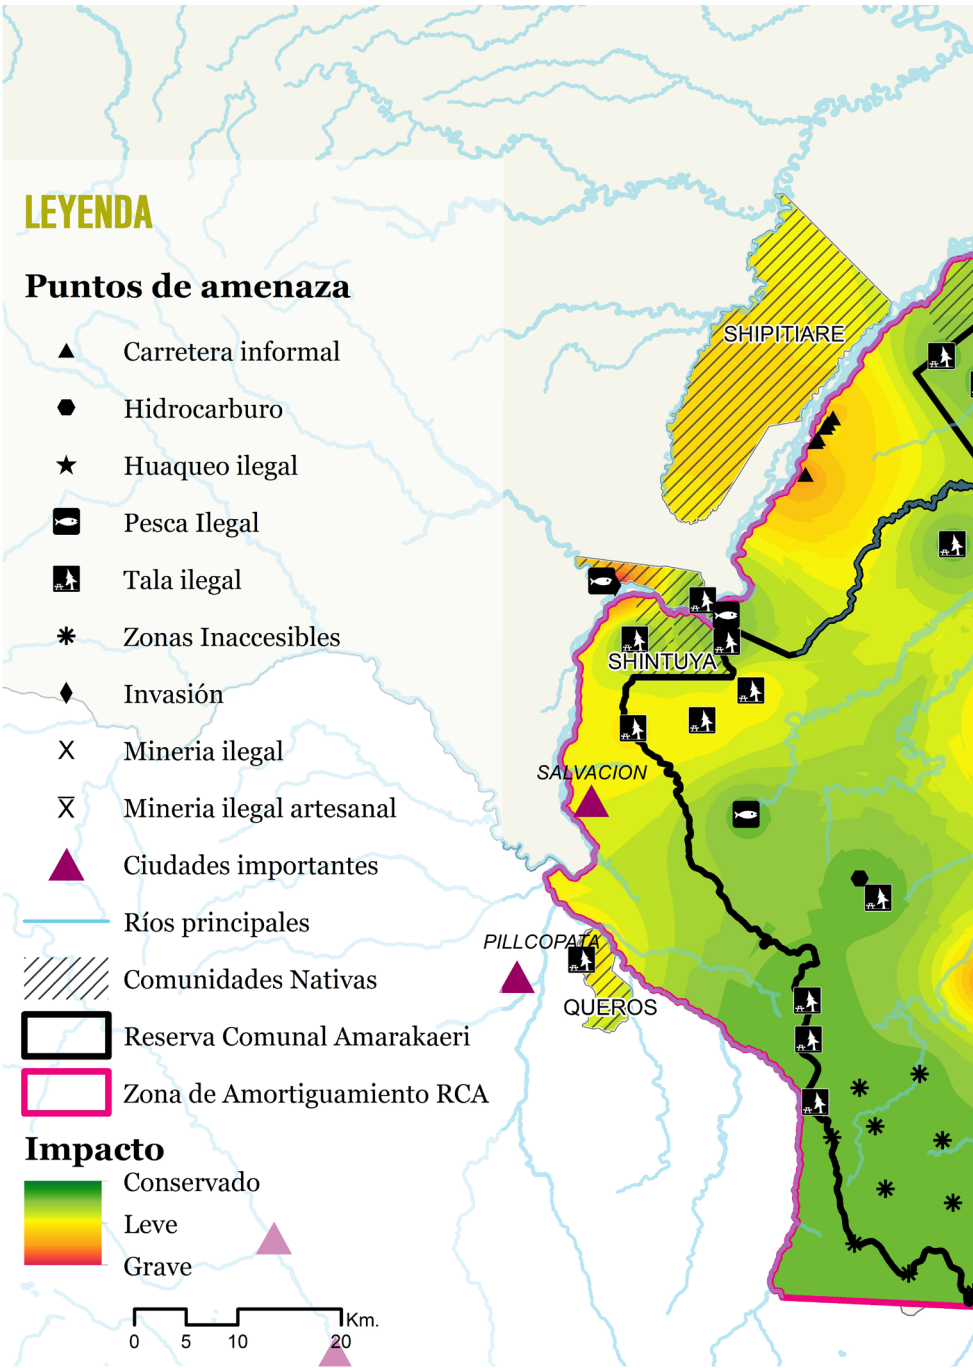 LEYENDA
Puntos de amenaza
Carretera informal
Hidrocarburo
Huaqueo ilegal
Pesca Ilegal
Tala ilegal
Zonas Inaccesibles
Invasión
X Mineria ilegal
X̅ Mineria ilegal artesanal
Ciudades importantes
Ríos principales
Comunidades Nativas
Reserva Comunal Amarakaeri
Zona de Amortiguamiento RCA
Impacto
Conservado
Leve
Grave
Km.
0 5 10 20
SHIPITIARE
SHINTUYA
SALVACION
PILLCOPATA
QUEROS